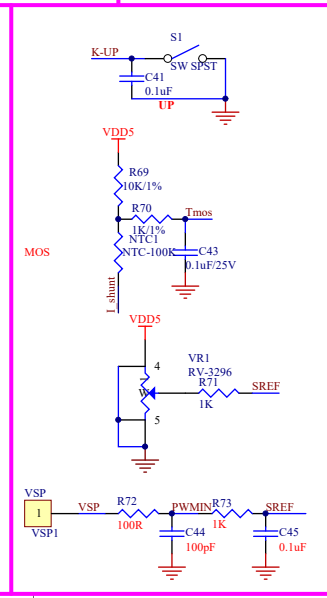 S1
K-UP
SW SPST
C41
0.1uF
UP
VDD5
R69
10K/1%
R70
Tmos
1K/1%
NTC1
MOS
NTC-100K
C43
0.1uF/25V
I_shunt
VDD5
4
VR1
RV-3296
R71
W
SREF
1K
5
VSP
VSP
R72
PWMIN
R73
SREF
1
100R
1K
VSP1
C44
C45
100pF
0.1uF